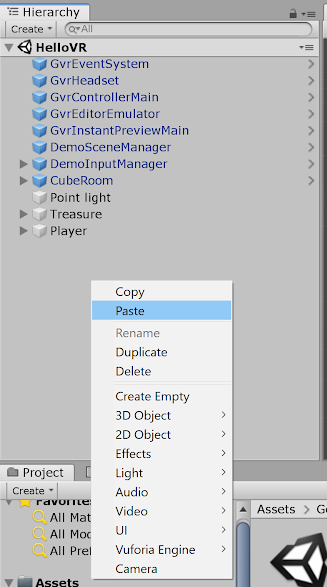 Hierarchy
Create
All
HelloVR
GvrEventSystem
GvrHeadset
GvrControllerMain
GvrEditorEmulator
GvrInstantPreviewMain
DemoSceneManager
DemoInputManager
CubeRoom
Point light
Treasure
Player
Copy
Paste
Rename
Duplicate
Delete
Create Empty
3D Object
2D Object
Effects
Light
Audio
Video
UI
Vuforia Engine
Camera
Project
Create
Favorites
All Mat
All Mod
All Pref
Assets
Assets